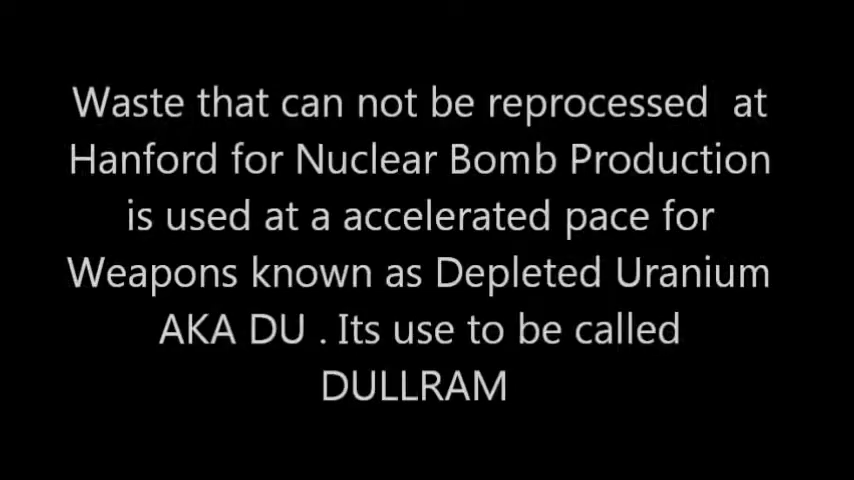 Waste that can not be reprocessed  at
Hanford for Nuclear Bomb Production
is used at a accelerated pace for
Weapons known as Depleted Uranium
AKA DU . Its use to be called
DULLRAM